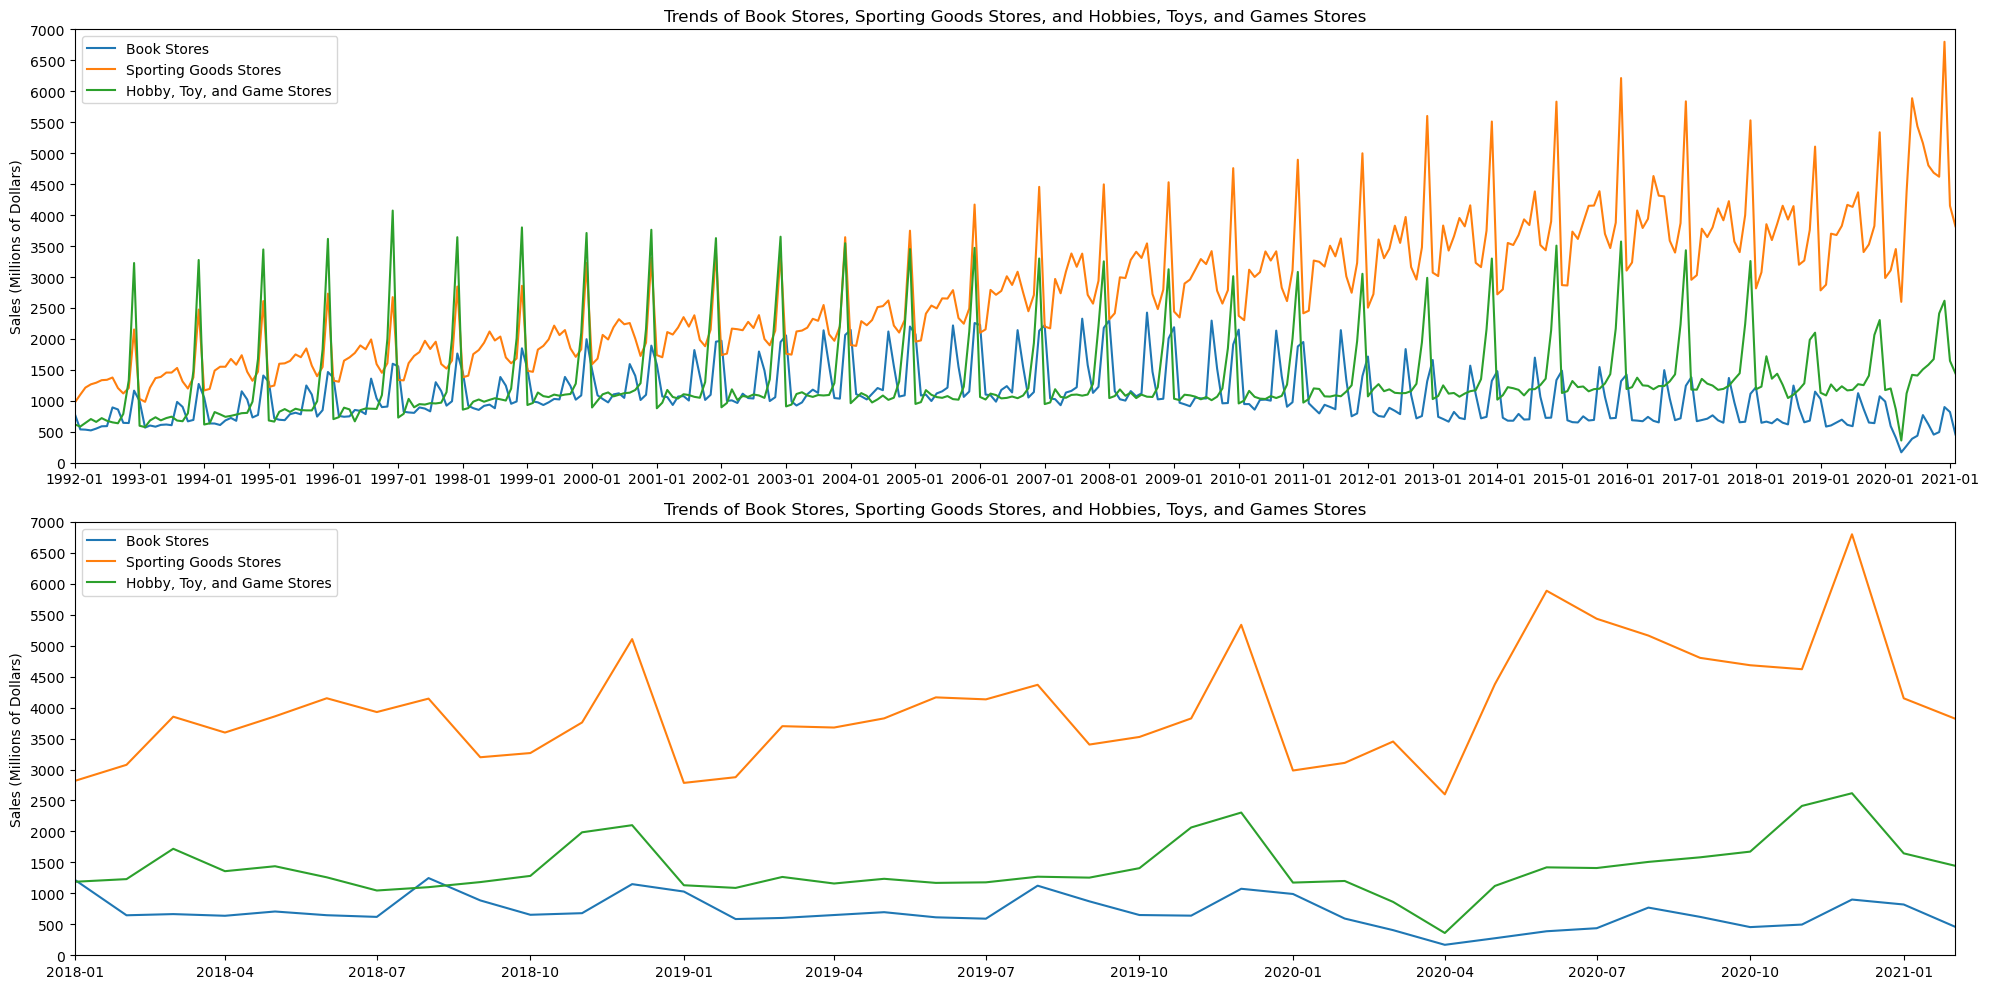 Trends of Book Stores, Sporting Goods Stores, and Hobbies, Toys, and Games Stores
Book Stores
Sporting Goods Stores
Hobby, Toy, and Game Stores
Sales (Millions of Dollars)
7000
6500
6000
5500
5000
4500
4000
3500
3000
2500
2000
1500
1000
500
0
1992-01 1993-01 1994-01 1995-01 1996-01 1997-01 1998-01 1999-01 2000-01 2001-01 2002-01 2003-01 2004-01 2005-01 2006-01 2007-01 2008-01 2009-01 2010-01 2011-01 2012-01 2013-01 2014-01 2015-01 2016-01 2017-01 2018-01 2019-01 2020-01 2021-01
Trends of Book Stores, Sporting Goods Stores, and Hobbies, Toys, and Games Stores
Book Stores
Sporting Goods Stores
Hobby, Toy, and Game Stores
Sales (Millions of Dollars)
7000
6500
6000
5500
5000
4500
4000
3500
3000
2500
2000
1500
1000
500
0
2018-01 2018-04 2018-07 2018-10 2019-01 2019-04 2019-07 2019-10 2020-01 2020-04 2020-07 2020-10 2021-01